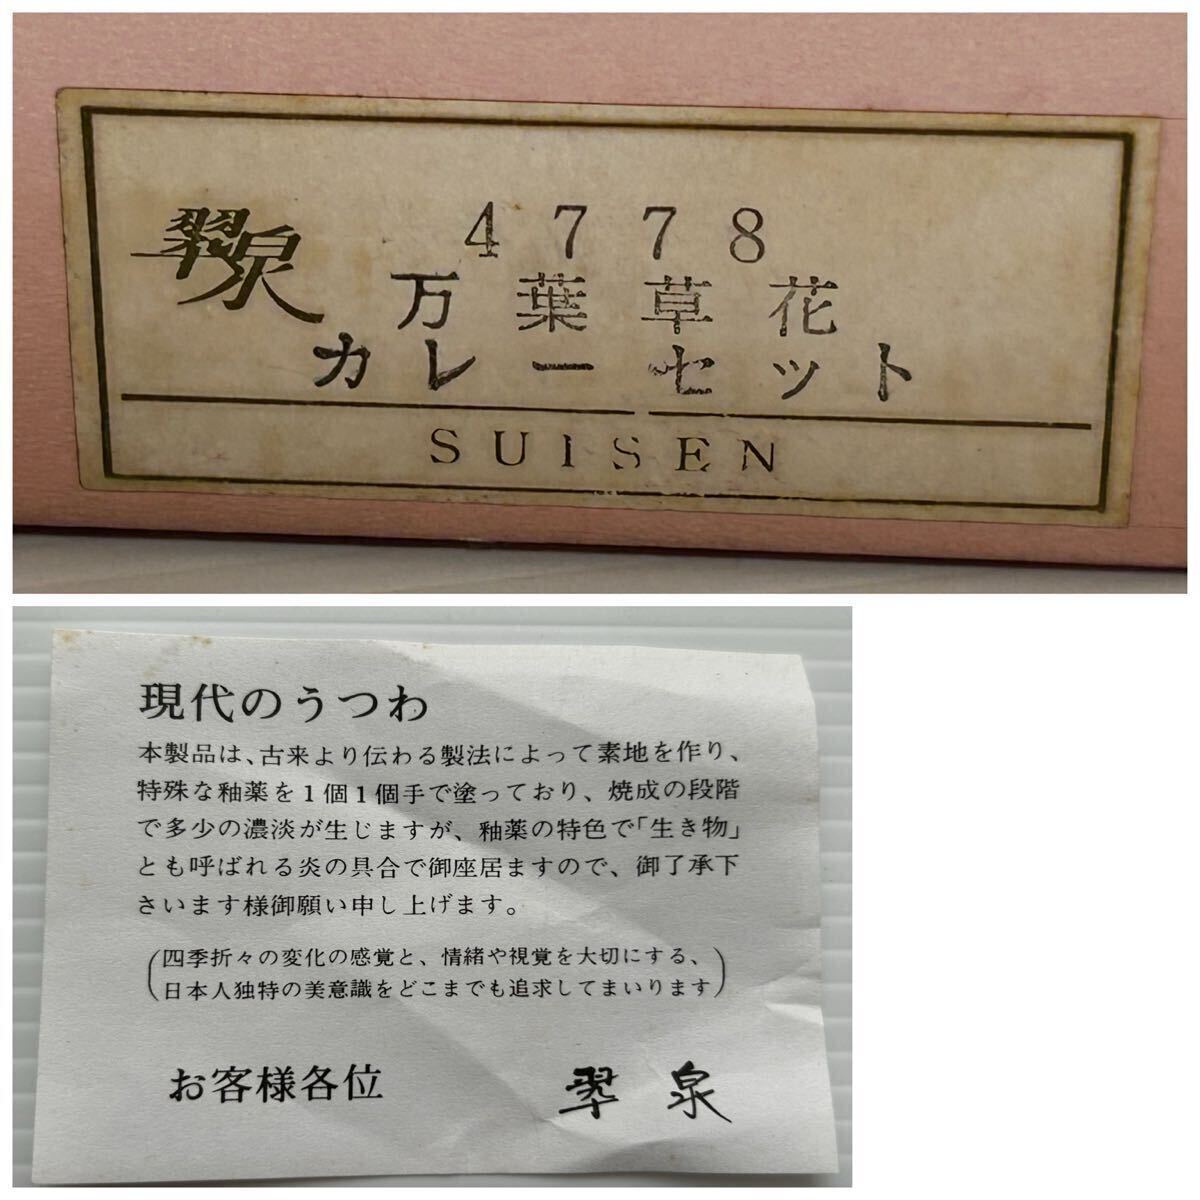 翠泉
4778
万葉草花
カレーセット
SUISEN
現代のうつわ
本製品は、古来より伝わる製法によって素地を作り、
特殊な釉薬を1個1個手で塗っており、焼成の段階
で多少の濃淡が生じますが、釉薬の特色で「生き物」
とも呼ばれる炎の具合で御座居ますので、御了承下
さいます様御願い申し上げます。
(四季折々の変化の感覚と、情緒や視覚を大切にする、
日本人独特の美意識をどこまでも追求してまいります)
お客様各位 翠泉